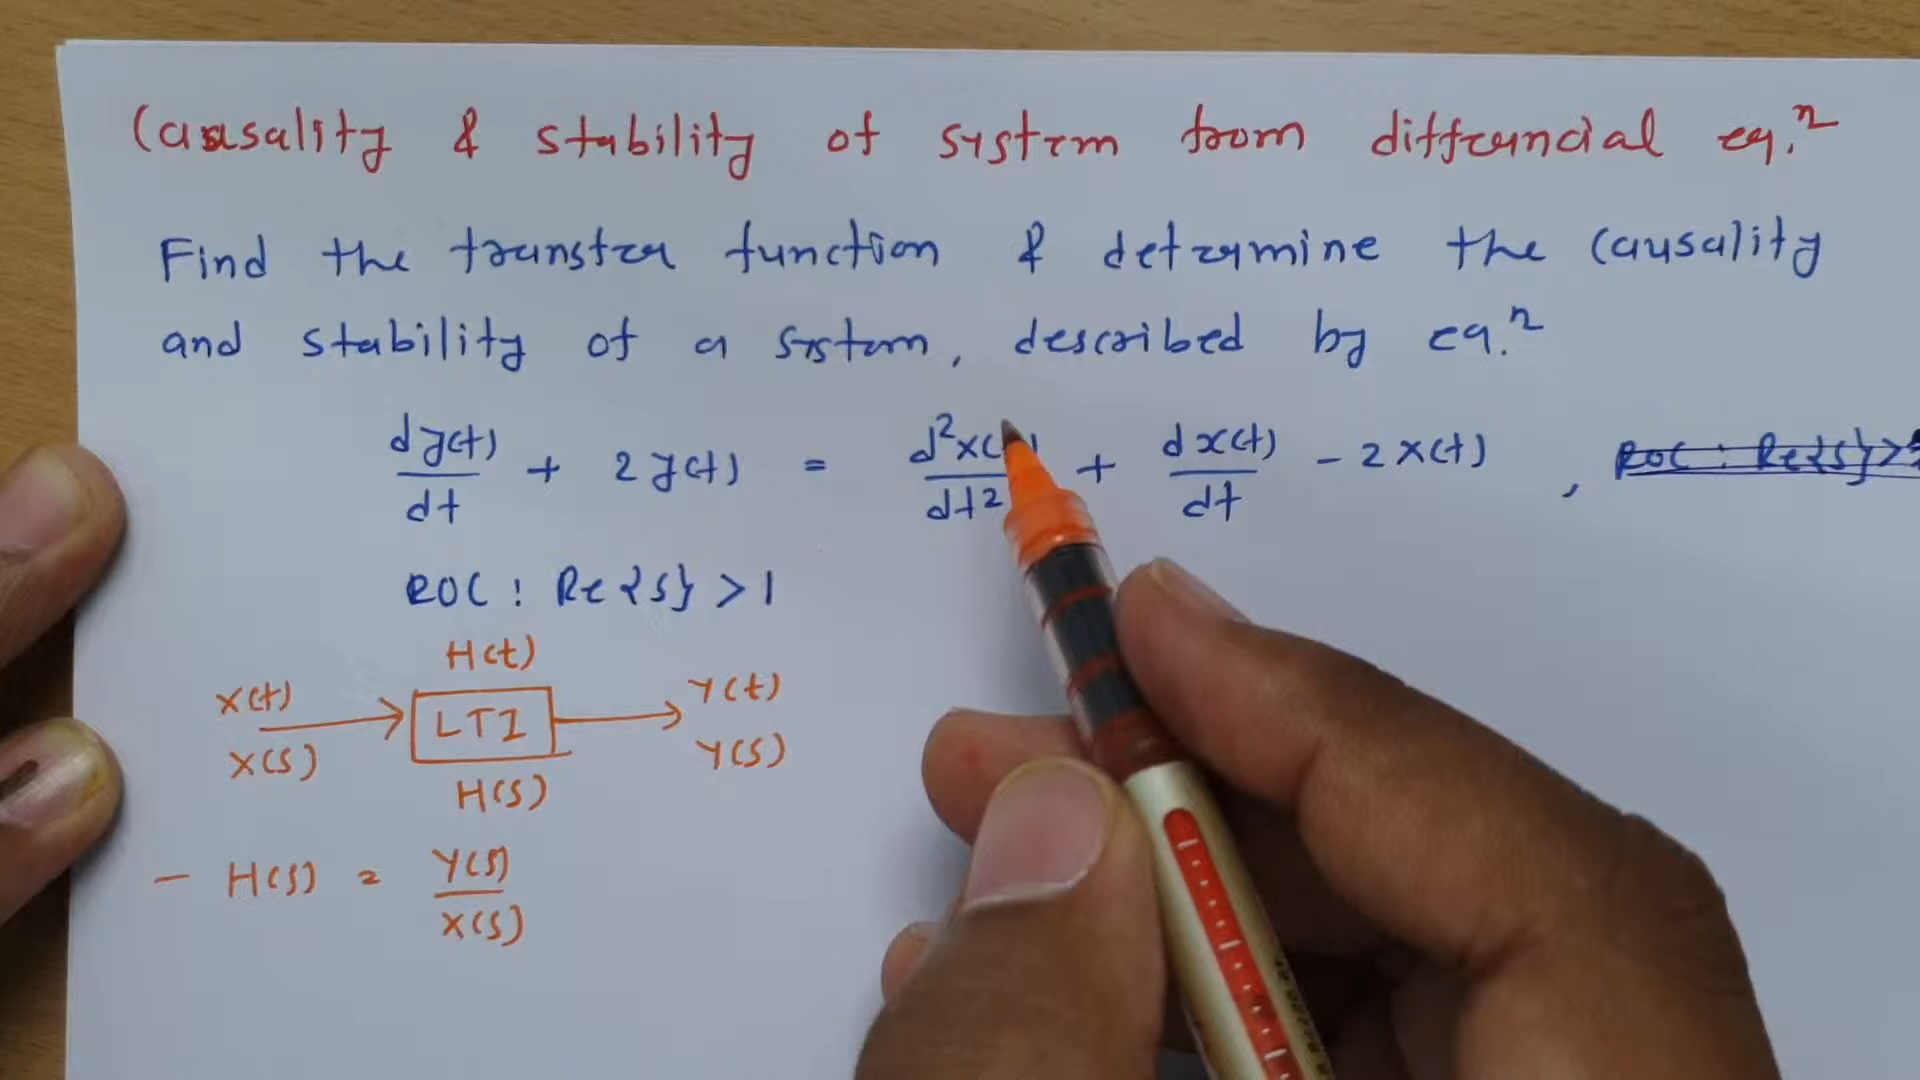 Causality & stability of system from differencial eq.ⁿ
Find the transfer function & determine the causality
and stability of a system, described by eq.ⁿ
dy(t)/dt + 2y(t) = d²x(t)/dt² + dx(t)/dt - 2x(t),
ROC : Re{s} > 1
H(t)
x(t) LTI y(t)
X(s) Y(s)
H(s)
- H(s) = Y(s)/X(s)